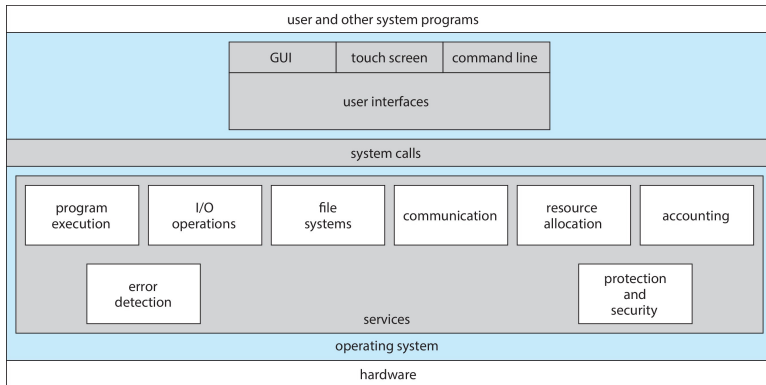 user and other system programs
GUI
touch screen
command line
user interfaces
system calls
program
execution
I/O
operations
file
systems
communication
resource
allocation
accounting
error
detection
protection
and
security
services
operating system
hardware